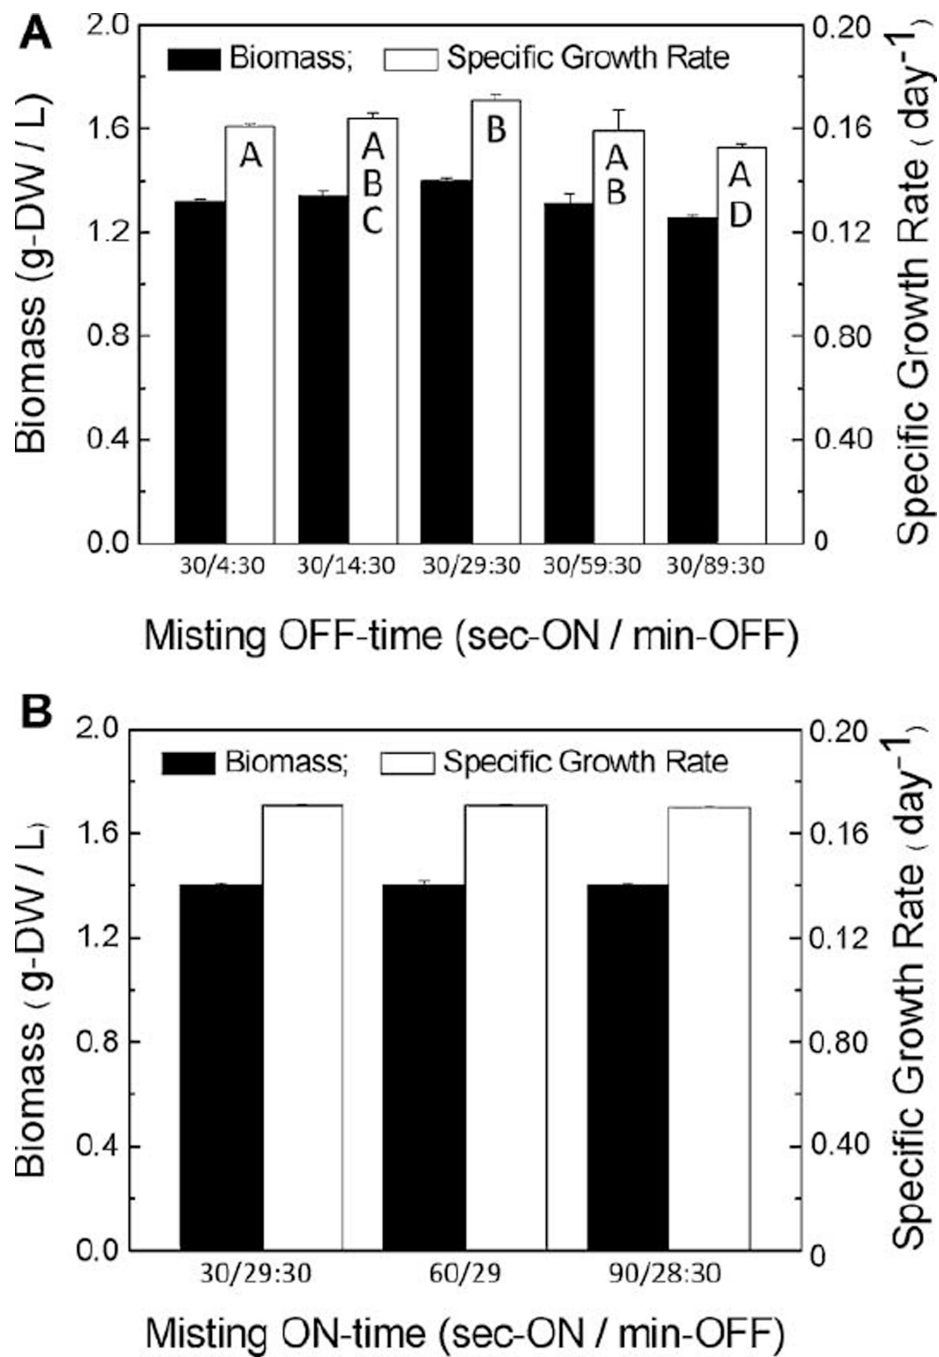 A
Biomass; Specific Growth Rate
Biomass (g-DW / L)
2.0
1.6
1.2
0.8
0.4
0.0
A
A
B
C
B
A
B
A
D
0.20
0.16
0.12
0.80
0.40
0
Specific Growth Rate (day-1)
30/4:30 30/14:30 30/29:30 30/59:30 30/89:30
Misting OFF-time (sec-ON / min-OFF)
B
Biomass; Specific Growth Rate
Biomass (g-DW / L)
2.0
1.6
1.2
0.8
0.4
0.0
0.20
0.16
0.12
0.80
0.40
0
Specific Growth Rate (day-1)
30/29:30 60/29 90/28:30
Misting ON-time (sec-ON / min-OFF)